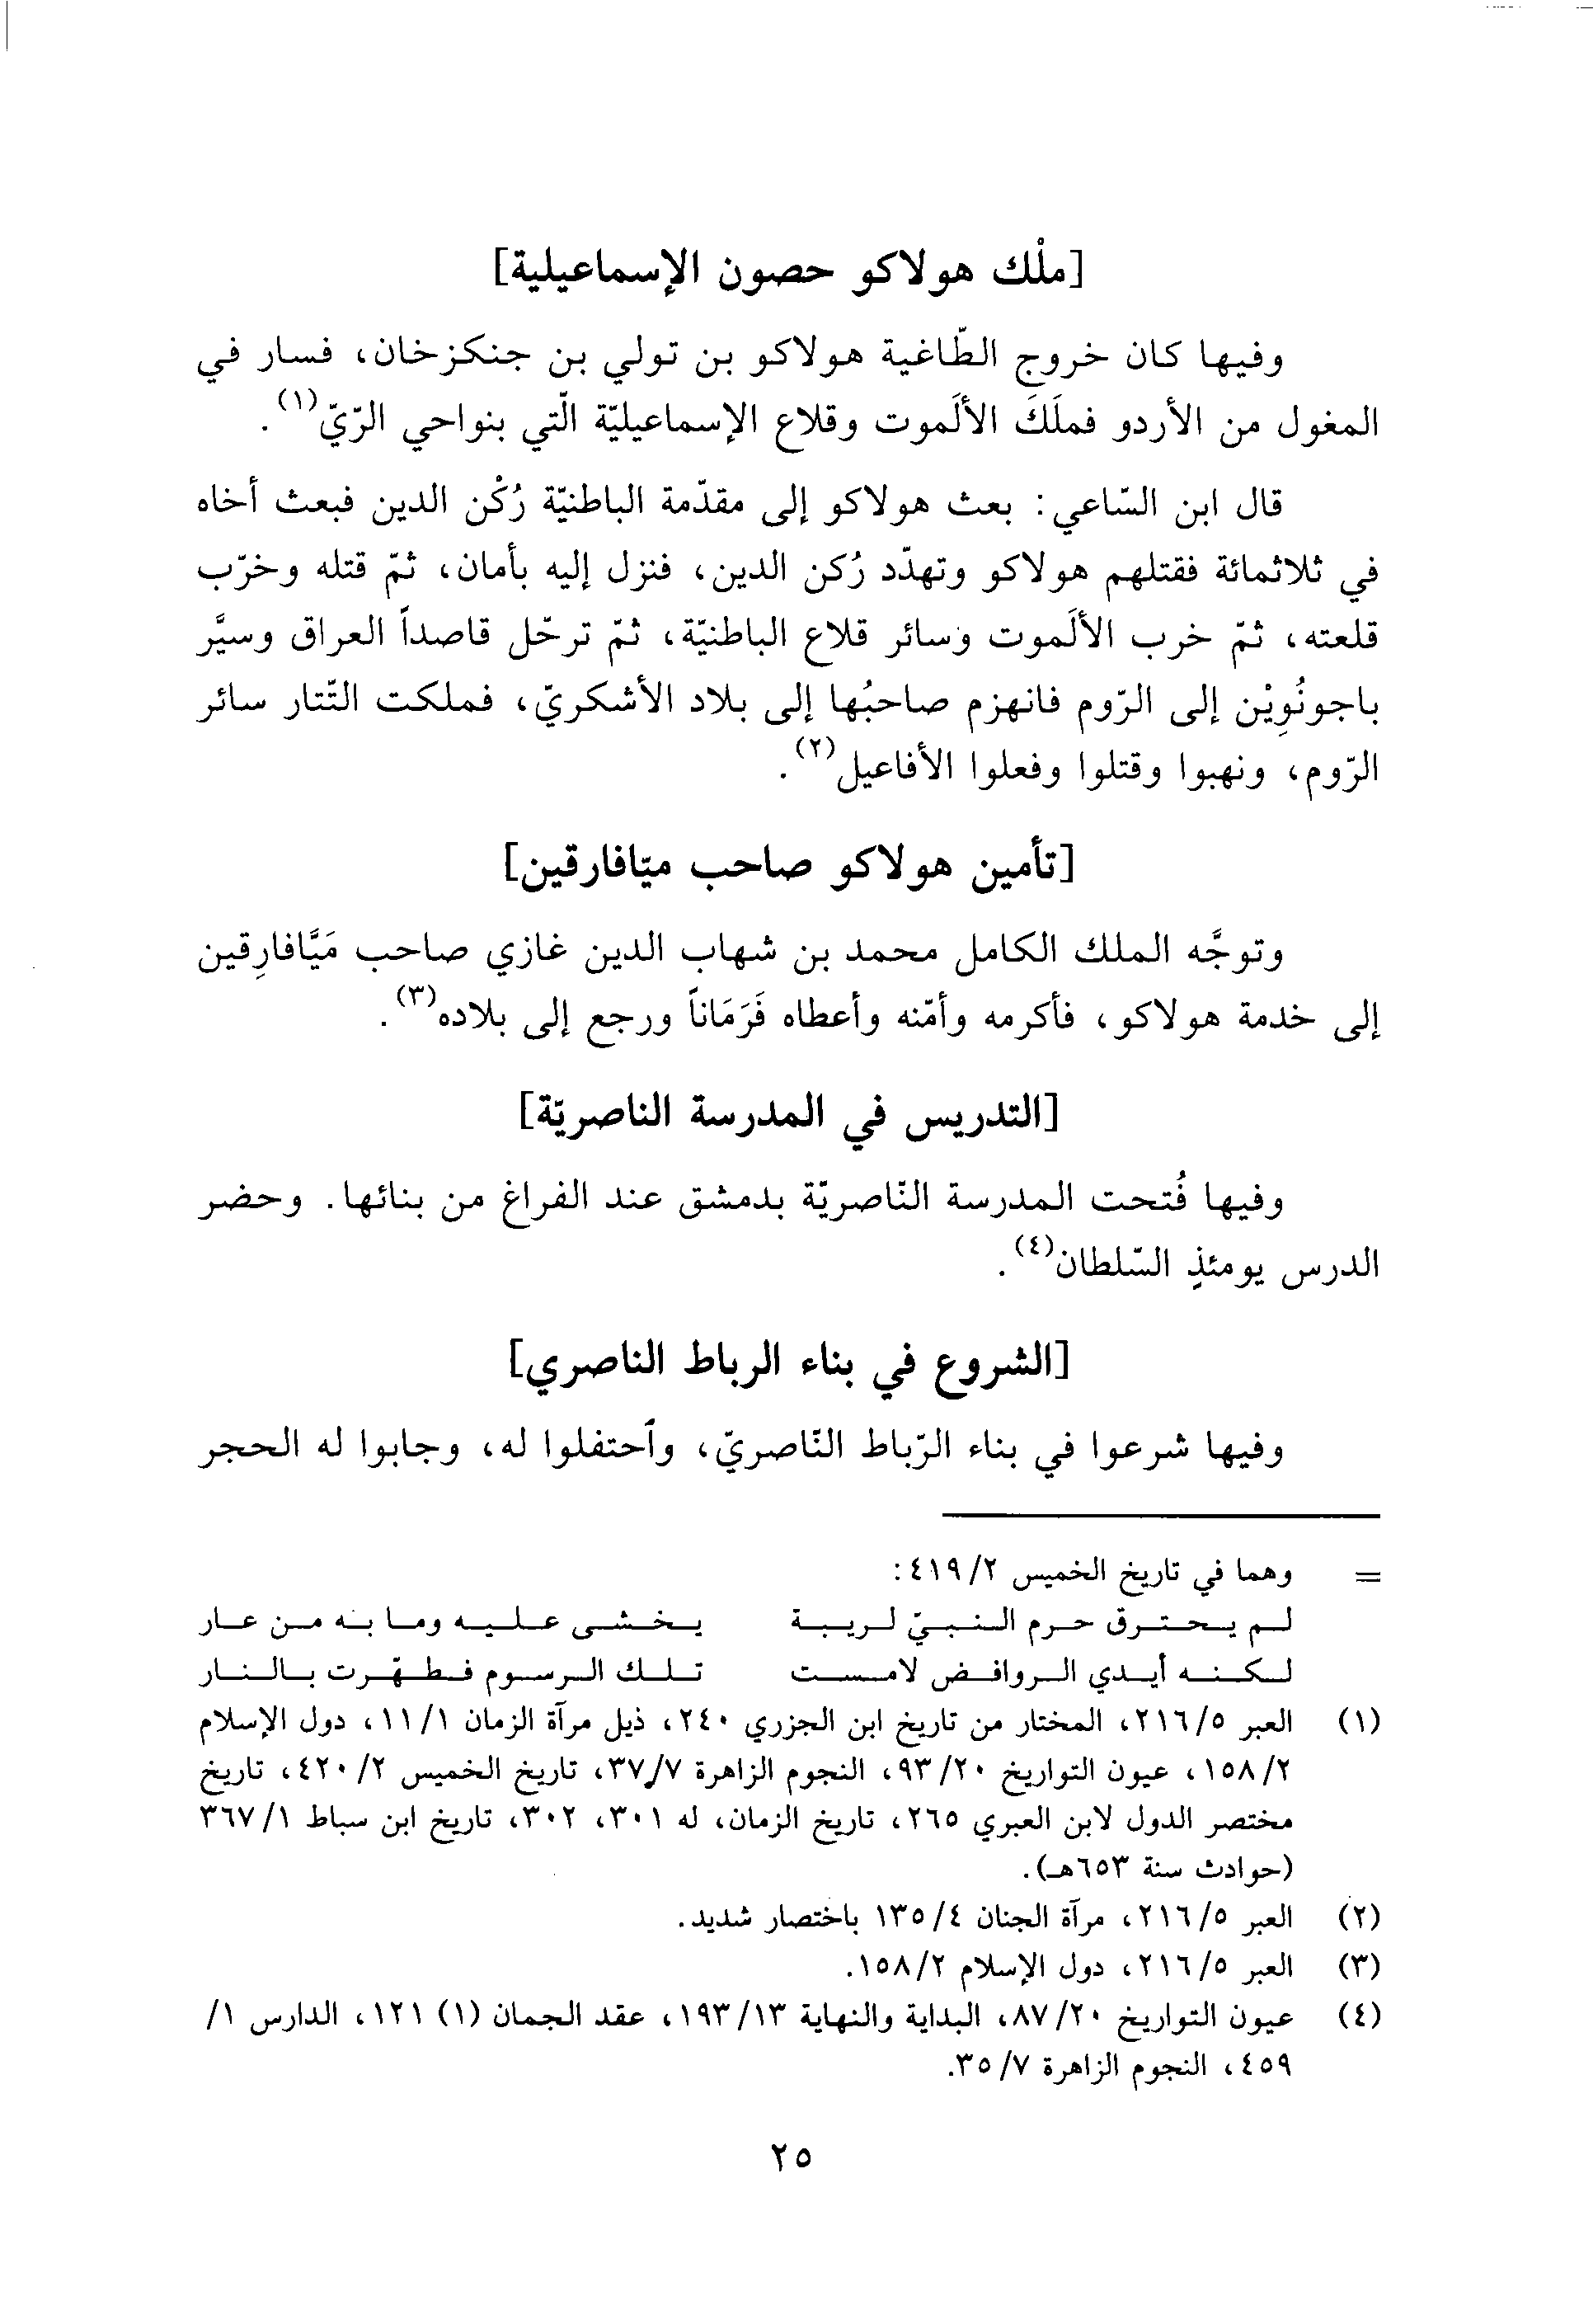 [ملْك هولاكو حصون الإسماعيلية]
وفيها كان خروج الطّاغية هولاكو بن تولي بن جنكزخان، فسار في
المغول من الأردو فملَكَ الألَموت وقلاع الإسماعيليّة الّتي بنواحي الرّيّ(١).
قال ابن السّاعي: بعث هولاكو إلى مقدّمة الباطنيّة رُكْن الدين فبعث أخاه
في ثلاثمائة فقتلهم هولاكو وتهدّد رُكن الدين، فنزل إليه بأمان، ثمّ قتله وخرّب
قلعته، ثمّ خرب الألَموت وسائر قلاع الباطنيّة، ثمّ ترحّل قاصداً العراق وسيَّر
باجونُوِيْن إلى الرّوم فانهزم صاحبُها إلى بلاد الأشكريّ، فملكت التّتار سائر
الرّوم، ونهبوا وقتلوا وفعلوا الأفاعيل(٢).
[تأمين هولاكو صاحب ميّافارقين]
وتوجَّه الملك الكامل محمد بن شهاب الدين غازي صاحب مَيَّافارِقين
إلى خدمة هولاكو، فأكرمه وأمّنه وأعطاه فَرَمَاناً ورجع إلى بلاده(٣).
[التدريس في المدرسة الناصريّة]
وفيها فُتحت المدرسة النّاصريّة بدمشق عند الفراغ من بنائها. وحضر
الدرس يومئذٍ السّلطان(٤).
[الشروع في بناء الرباط الناصري]
وفيها شرعوا في بناء الرّباط النّاصريّ، وٱحتفلوا له، وجابوا له الحجر
= وهما في تاريخ الخميس ٤١٩/٢:
لم يحترق حرم النبيّ لريبة يخشى عليه وما به من عار
لكنه أيدي الروافض لامست تلك الرسوم فطهّرت بالنار
(١) العبر ٢١٦/٥، المختار من تاريخ ابن الجزري ٢٤٠، ذيل مرآة الزمان ١١/١، دول الإسلام
١٥٨/٢، عيون التواريخ ٩٣/٢٠، النجوم الزاهرة ٣٧/٧، تاريخ الخميس ٤٢٠/٢، تاريخ
مختصر الدول لابن العبري ٢٦٥، تاريخ الزمان، له ٣٠١، ٣٠٢، تاريخ ابن سباط ٣٦٧/١
(حوادث سنة ٦٥٣هـ).
(٢) العبر ٢١٦/٥، مرآة الجنان ١٣٥/٤ باختصار شديد.
(٣) العبر ٢١٦/٥، دول الإسلام ١٥٨/٢.
(٤) عيون التواريخ ٨٧/٢٠، البداية والنهاية ١٩٣/١٣، عقد الجمان (١) ١٢١، الدارس ١/
٤٥٩، النجوم الزاهرة ٣٥/٧.
٢٥